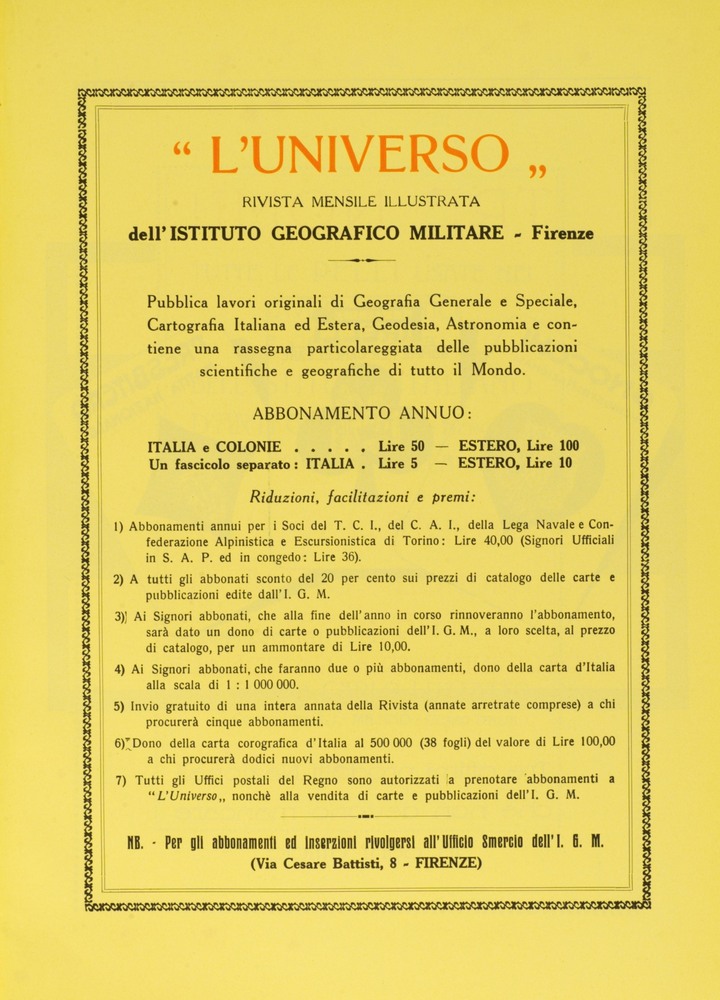 “ L'UNIVERSO „
RIVISTA MENSILE ILLUSTRATA
dell' ISTITUTO GEOGRAFICO MILITARE - Firenze
Pubblica lavori originali di Geografia Generale e Speciale,
Cartografia Italiana ed Estera, Geodesia, Astronomia e con-
tiene una rassegna particolareggiata delle pubblicazioni
scientifiche e geografiche di tutto il Mondo.
ABBONAMENTO ANNUO:
ITALIA e COLONIE . . . . . Lire 50 — ESTERO, Lire 100
Un fascicolo separato: ITALIA . Lire 5 — ESTERO, Lire 10
Riduzioni, facilitazioni e premi:
1) Abbonamenti annui per i Soci del T. C. I., del C. A. I., della Lega Navale e Con-
federazione Alpinistica e Escursionistica di Torino: Lire 40,00 (Signori Ufficiali
in S. A. P. ed in congedo: Lire 36).
2) A tutti gli abbonati sconto del 20 per cento sui prezzi di catalogo delle carte e
pubblicazioni edite dall'I. G. M.
3) Ai Signori abbonati, che alla fine dell'anno in corso rinnoveranno l'abbonamento,
sarà dato un dono di carte o pubblicazioni dell'I. G. M., a loro scelta, al prezzo
di catalogo, per un ammontare di Lire 10,00.
4) Ai Signori abbonati, che faranno due o più abbonamenti, dono della carta d'Italia
alla scala di 1 : 1 000 000.
5) Invio gratuito di una intera annata della Rivista (annate arretrate comprese) a chi
procurerà cinque abbonamenti.
6) Dono della carta corografica d'Italia al 500 000 (38 fogli) del valore di Lire 100,00
a chi procurerà dodici nuovi abbonamenti.
7) Tutti gli Uffici postali del Regno sono autorizzati a prenotare abbonamenti a
“L'Universo„ nonchè alla vendita di carte e pubblicazioni dell'I. G. M.
NB. - Per gli abbonamenti ed inserzioni rivolgersi all'Ufficio Smercio dell'I. G. M.
(Via Cesare Battisti, 8 - FIRENZE)